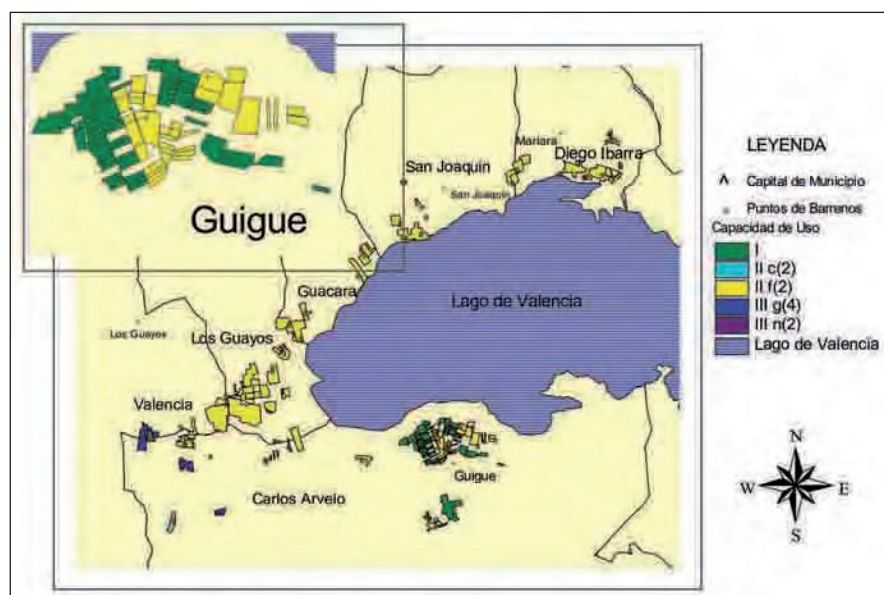 Guigue
Mariara
Diego Ibarra
San Joaquín
San Joaquín
Guacara
Lago de Valencia
Los Guayos
Los Guayos
Valencia
Guigue
Carlos Arvelo
LEYENDA
Capital de Municipio
Puntos de Barrenos
Capacidad de Uso
I
II c(2)
II f(2)
III g(4)
III n(2)
Lago de Valencia
N
W
E
S